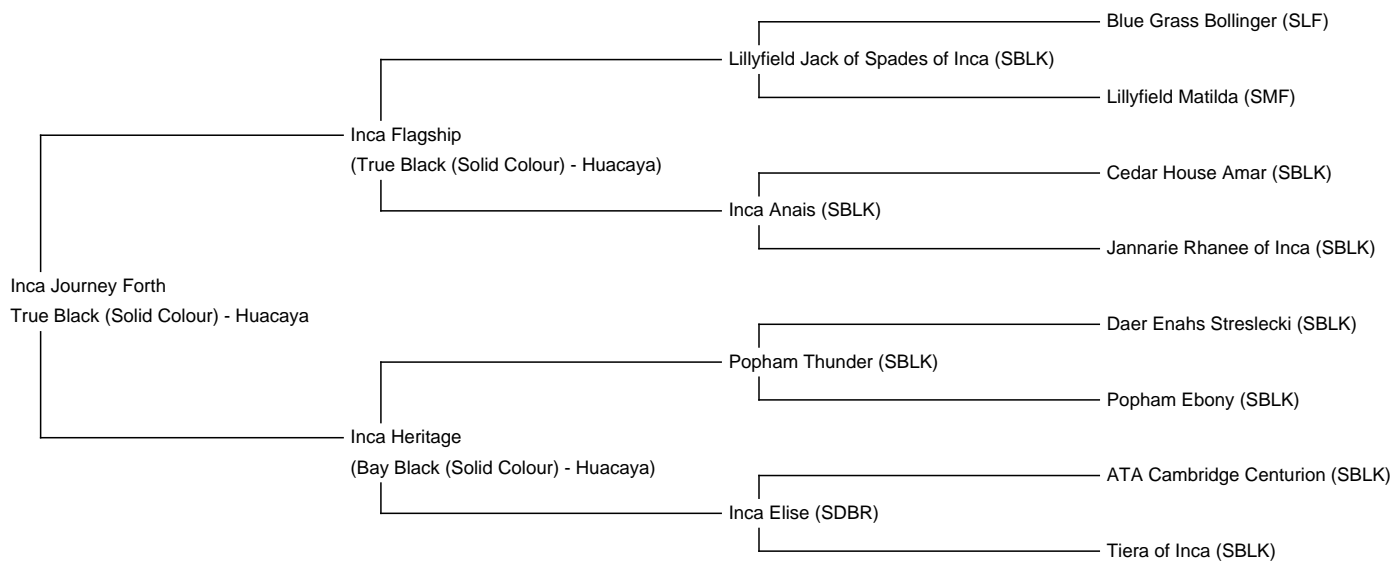 Blue Grass Bollinger (SLF)
Lillyfield Jack of Spades of Inca (SBLK)
Lillyfield Matilda (SMF)
Inca Flagship
(True Black (Solid Colour) - Huacaya)
Cedar House Amar (SBLK)
Inca Anais (SBLK)
Jannarie Rhanee of Inca (SBLK)
Inca Journey Forth
True Black (Solid Colour) - Huacaya
Daer Enahs Streslecki (SBLK)
Popham Thunder (SBLK)
Popham Ebony (SBLK)
Inca Heritage
(Bay Black (Solid Colour) - Huacaya)
ATA Cambridge Centurion (SBLK)
Inca Elise (SDBR)
Tiera of Inca (SBLK)